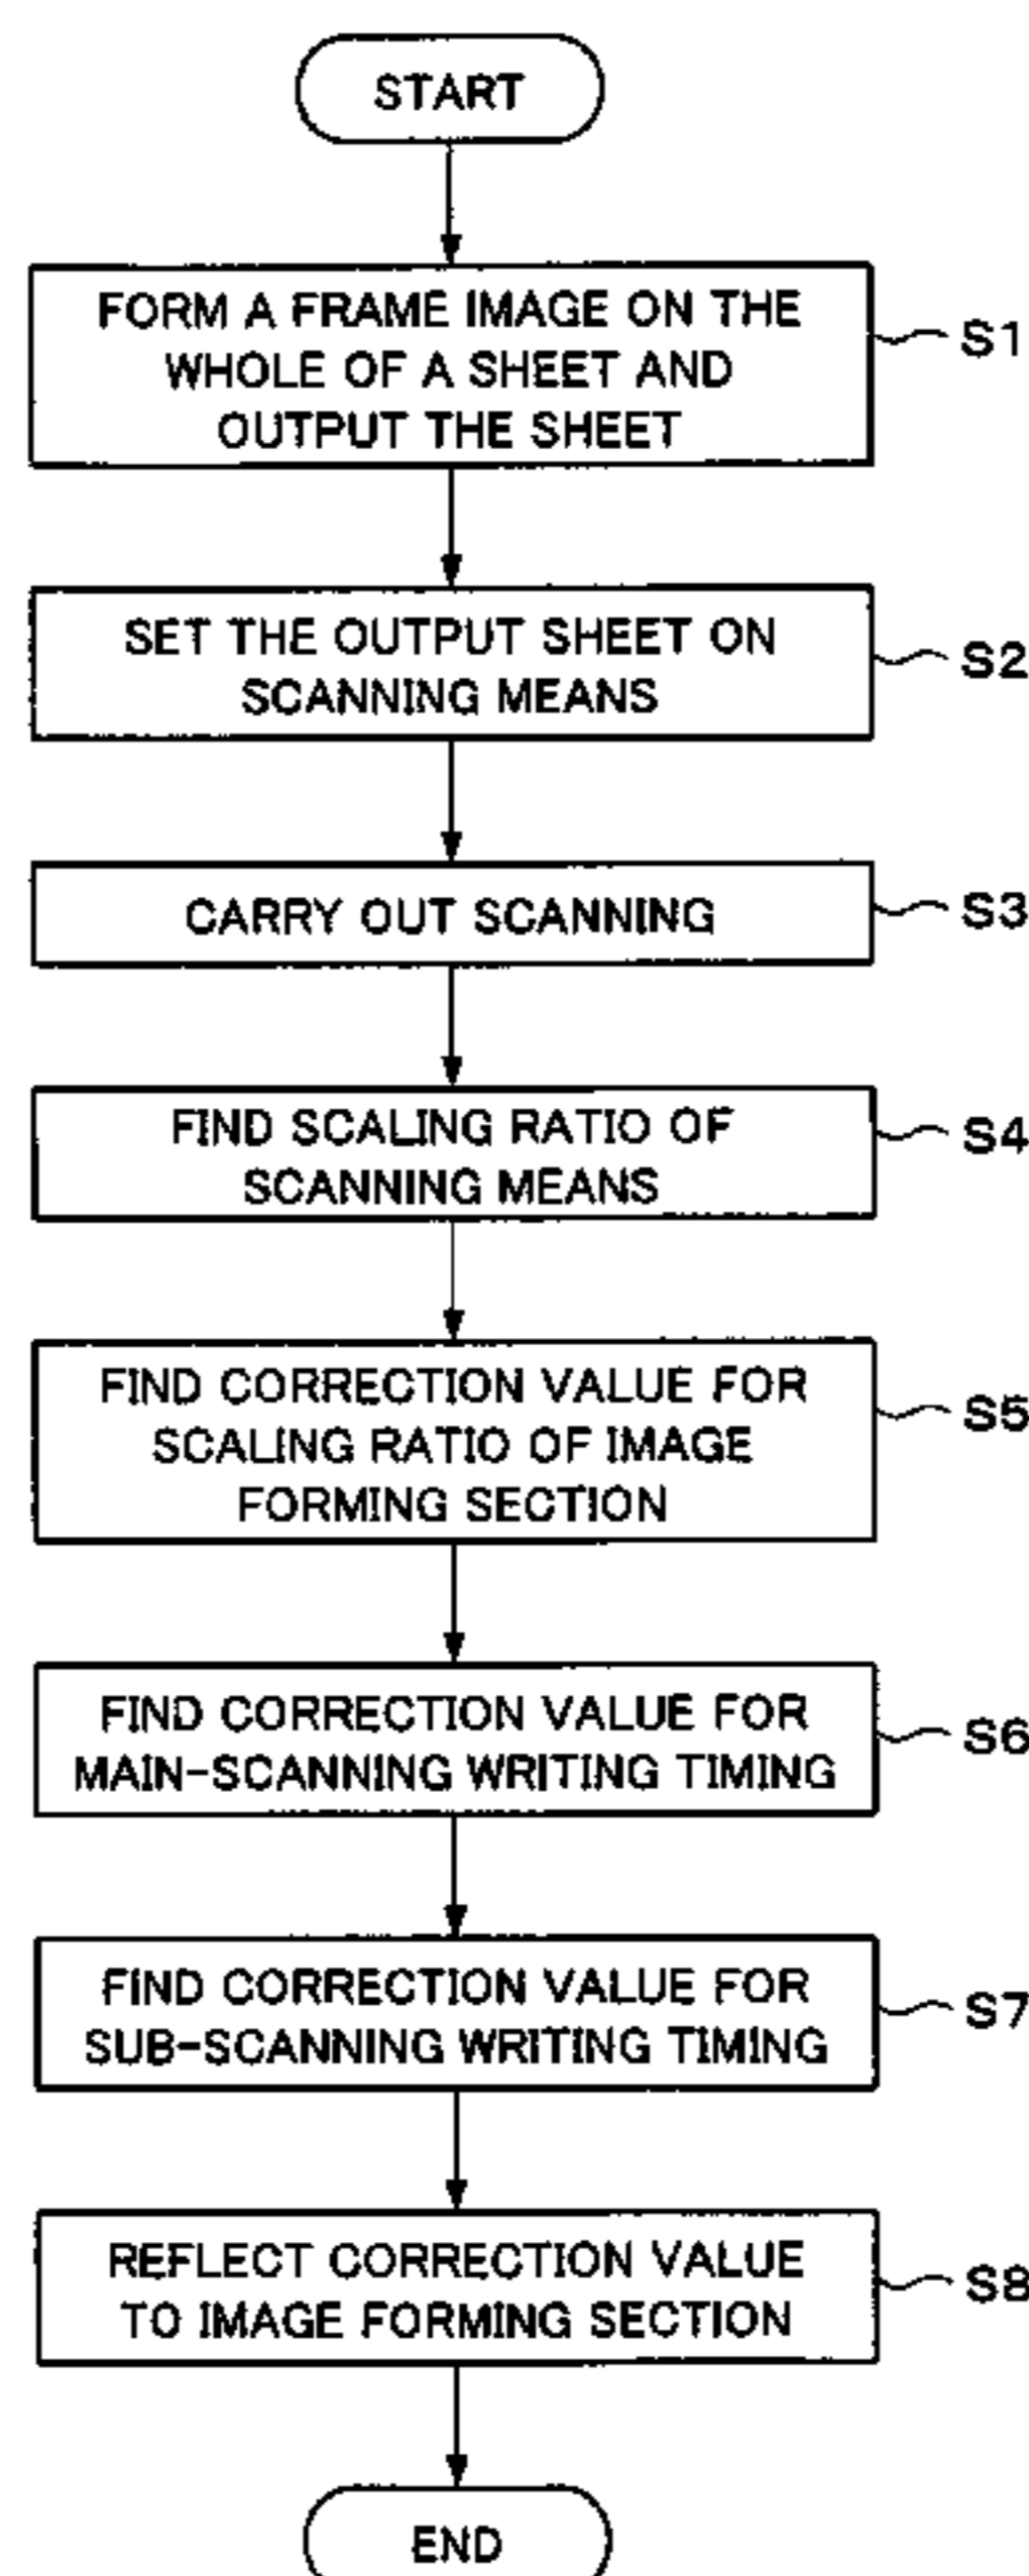 START
FORM A FRAME IMAGE ON THE
WHOLE OF A SHEET AND
OUTPUT THE SHEET
S1
SET THE OUTPUT SHEET ON
SCANNING MEANS
S2
CARRY OUT SCANNING
S3
FIND SCALING RATIO OF
SCANNING MEANS
S4
FIND CORRECTION VALUE FOR
SCALING RATIO OF IMAGE
FORMING SECTION
S5
FIND CORRECTION VALUE FOR
MAIN-SCANNING WRITING TIMING
S6
FIND CORRECTION VALUE FOR
SUB-SCANNING WRITING TIMING
S7
REFLECT CORRECTION VALUE
TO IMAGE FORMING SECTION
S8
END